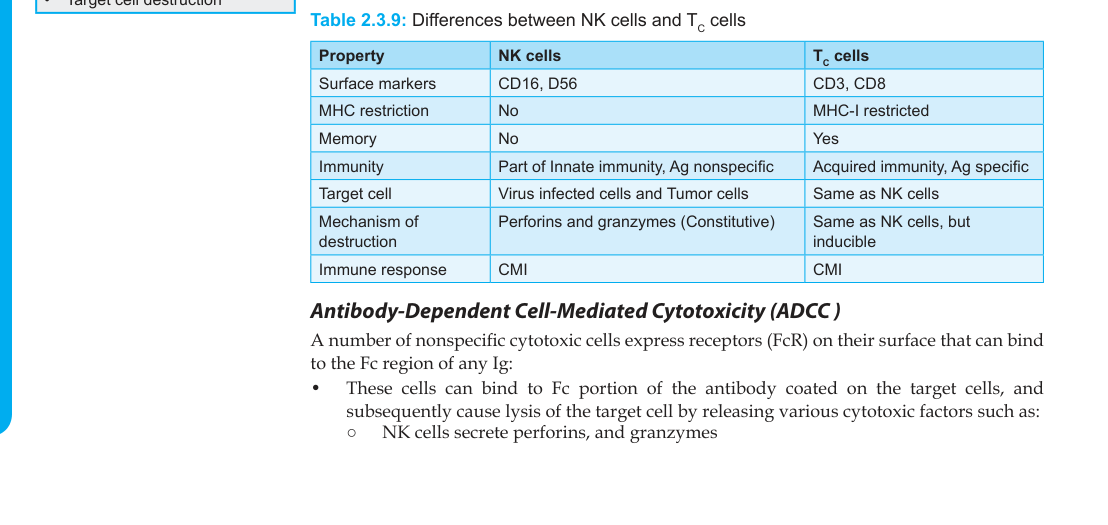 • Target cell destruction
Table 2.3.9: Differences between NK cells and TC cells
Property NK cells TC cells
Surface markers CD16, D56 CD3, CD8
MHC restriction No MHC-I restricted
Memory No Yes
Immunity Part of Innate immunity, Ag nonspecific Acquired immunity, Ag specific
Target cell Virus infected cells and Tumor cells Same as NK cells
Mechanism of Perforins and granzymes (Constitutive) Same as NK cells, but
destruction inducible
Immune response CMI CMI
Antibody-Dependent Cell-Mediated Cytotoxicity (ADCC )
A number of nonspecific cytotoxic cells express receptors (FcR) on their surface that can bind
to the Fc region of any Ig:
• These cells can bind to Fc portion of the antibody coated on the target cells, and
subsequently cause lysis of the target cell by releasing various cytotoxic factors such as:
○ NK cells secrete perforins, and granzymes